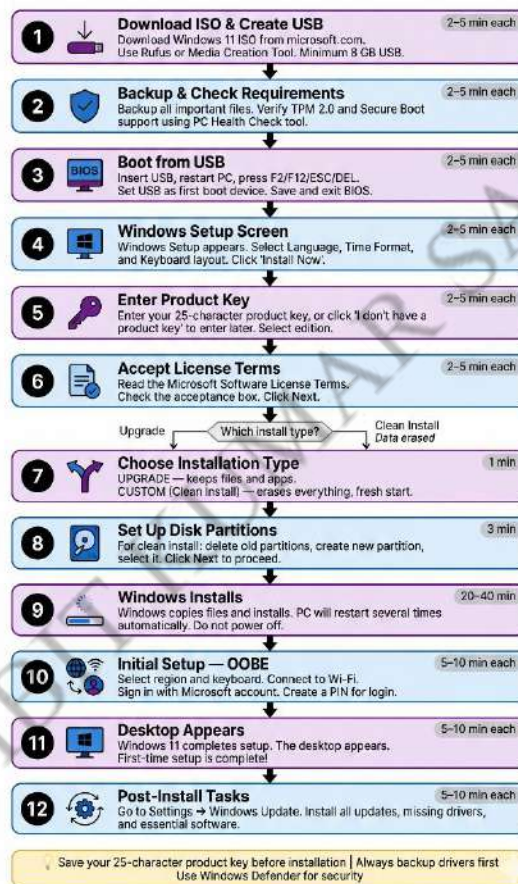 1
Download ISO & Create USB
2–5 min each
Download Windows 11 ISO from microsoft.com.
Use Rufus or Media Creation Tool. Minimum 8 GB USB.
2
Backup & Check Requirements
2–5 min each
Backup all important files. Verify TPM 2.0 and Secure Boot
support using PC Health Check tool.
3
BIOS
Boot from USB
2–5 min each
Insert USB, restart PC, press F2/F12/ESC/DEL.
Set USB as first boot device. Save and exit BIOS.
4
Windows Setup Screen
2–5 min each
Windows Setup appears. Select Language, Time Format,
and Keyboard layout. Click 'Install Now'.
5
Enter Product Key
2–5 min each
Enter your 25-character product key, or click 'I don't have a
product key' to enter later. Select edition.
6
Accept License Terms
2–5 min each
Read the Microsoft Software License Terms.
Check the acceptance box. Click Next.
Upgrade
Which install type?
Clean Install
Data erased
7
Choose Installation Type
1 min
UPGRADE — keeps files and apps.
CUSTOM (Clean Install) — erases everything, fresh start.
8
Set Up Disk Partitions
3 min
For clean install: delete old partitions, create new partition,
select it. Click Next to proceed.
9
Windows Installs
20–40 min
Windows copies files and installs. PC will restart several times
automatically. Do not power off.
10
Initial Setup — OOBE
5–10 min each
Select region and keyboard. Connect to Wi-Fi.
Sign in with Microsoft account. Create a PIN for login.
11
Desktop Appears
5–10 min each
Windows 11 completes setup. The desktop appears.
First-time setup is complete!
12
Post-Install Tasks
5–10 min each
Go to Settings → Windows Update. Install all updates, missing drivers,
and essential software.
Save your 25-character product key before installation | Always backup drivers first
Use Windows Defender for security